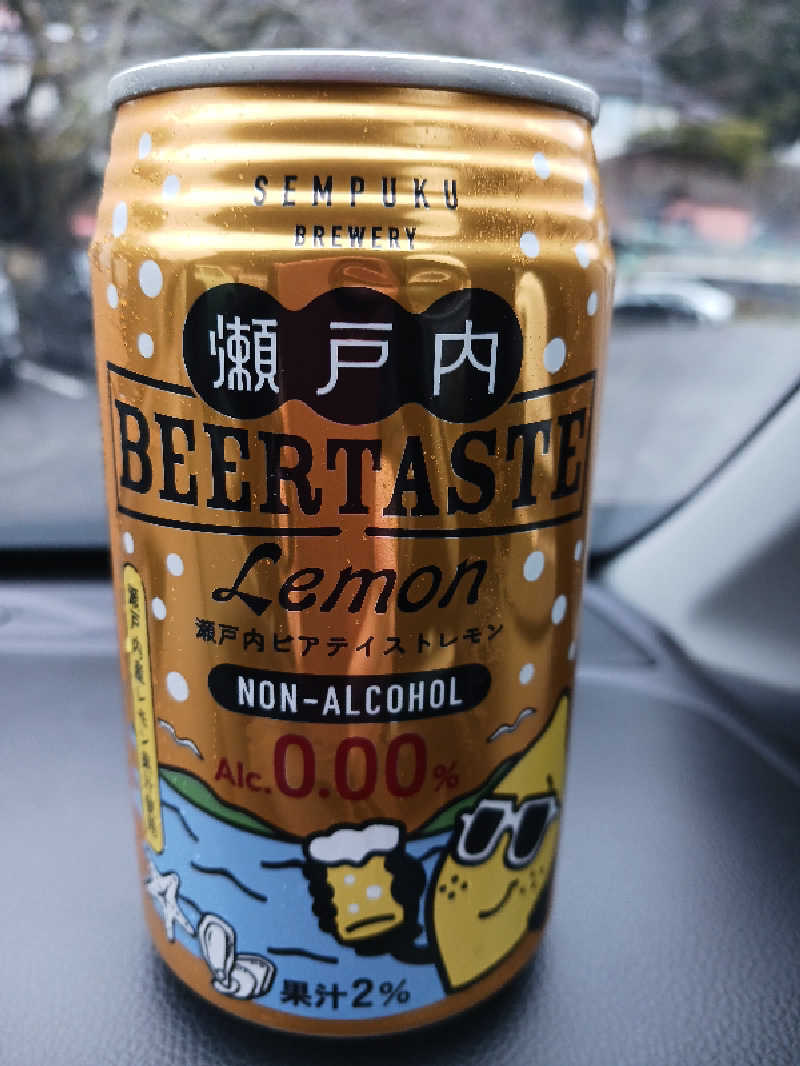 SEMPUKU
BREWERY
瀬戸内
BEERTASTE
Lemon
瀬戸内ビアテイストレモン
NON-ALCOHOL
Alc.0.00%
果汁2%